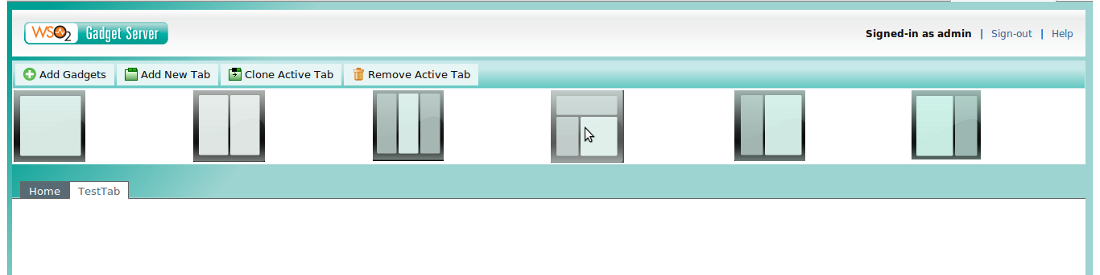 WSO2 Gadget Server
Signed-in as admin | Sign-out | Help
Add Gadgets Add New Tab Clone Active Tab Remove Active Tab
Home TestTab